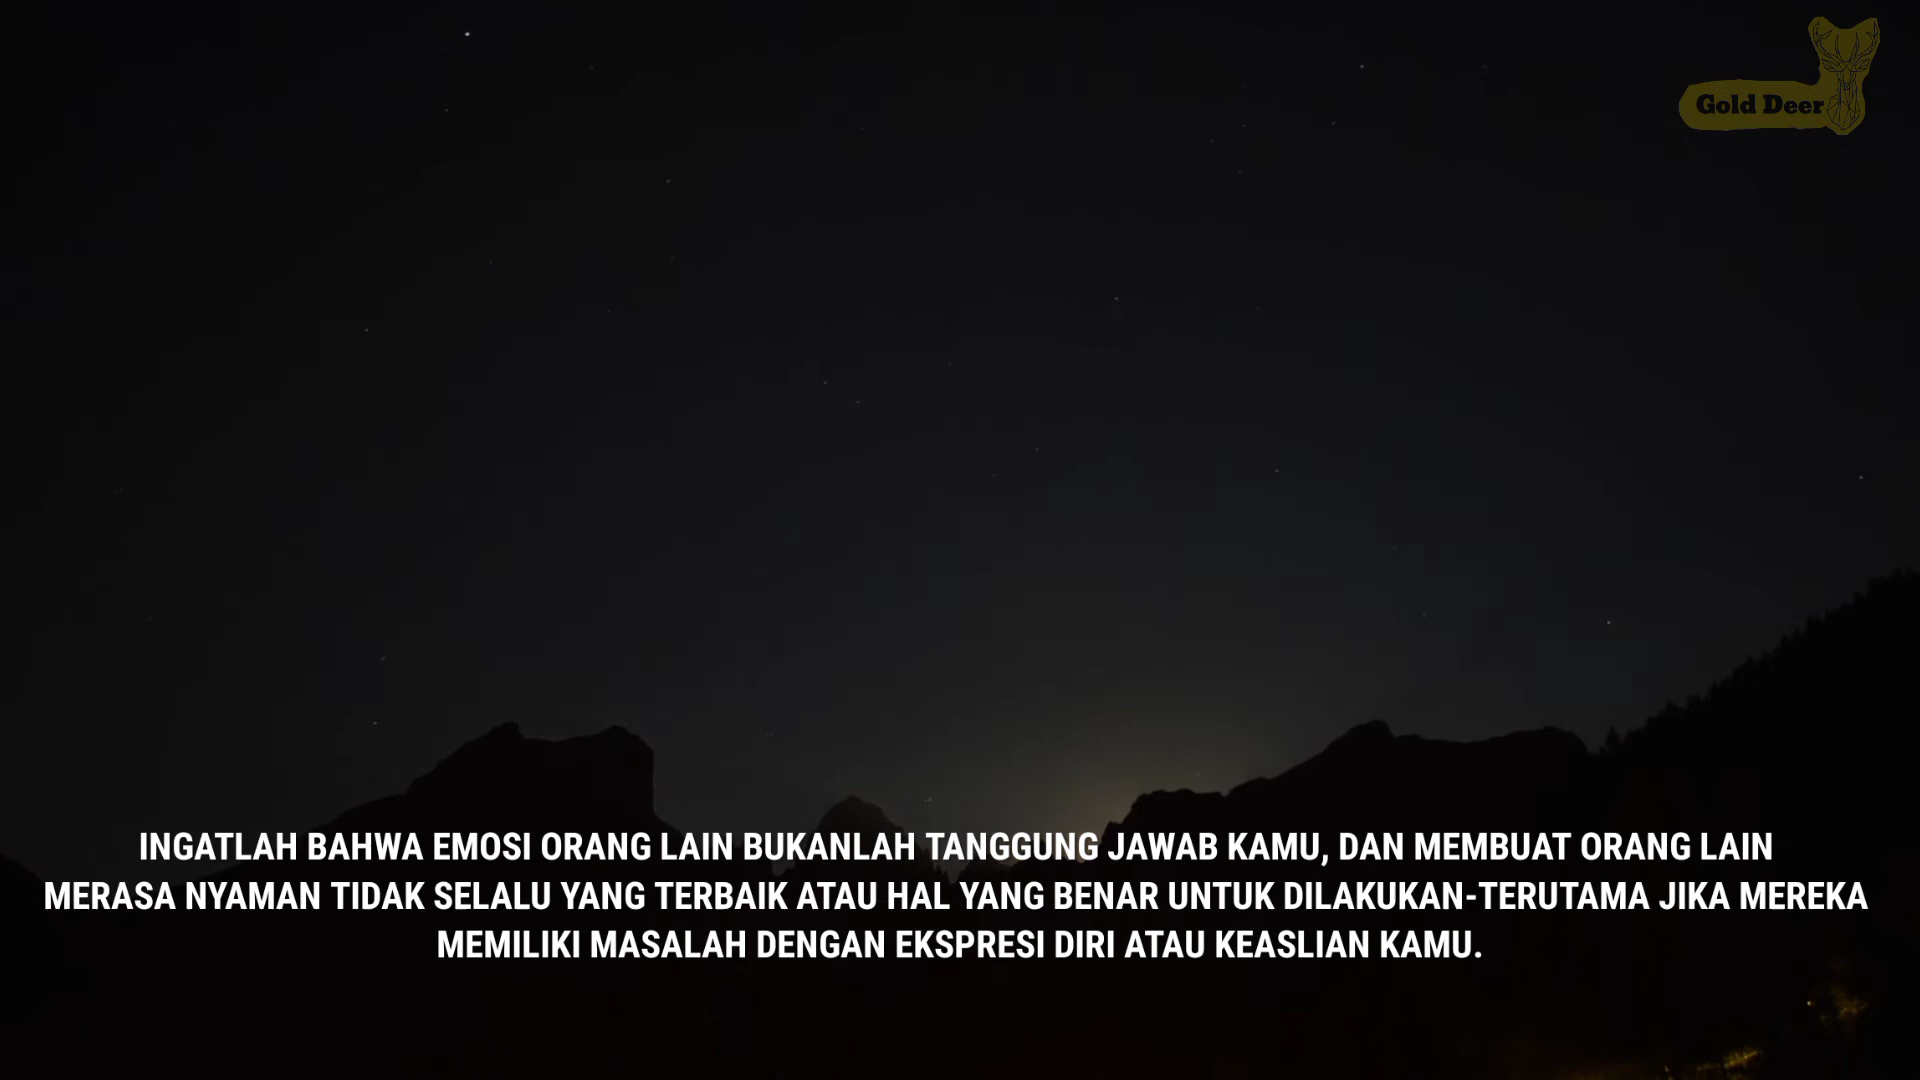 Gold Deer
INGATLAH BAHWA EMOSI ORANG LAIN BUKANLAH TANGGUNG JAWAB KAMU, DAN MEMBUAT ORANG LAIN
MERASA NYAMAN TIDAK SELALU YANG TERBAIK ATAU HAL YANG BENAR UNTUK DILAKUKAN-TERUTAMA JIKA MEREKA
MEMILIKI MASALAH DENGAN EKSPRESI DIRI ATAU KEASLIAN KAMU.